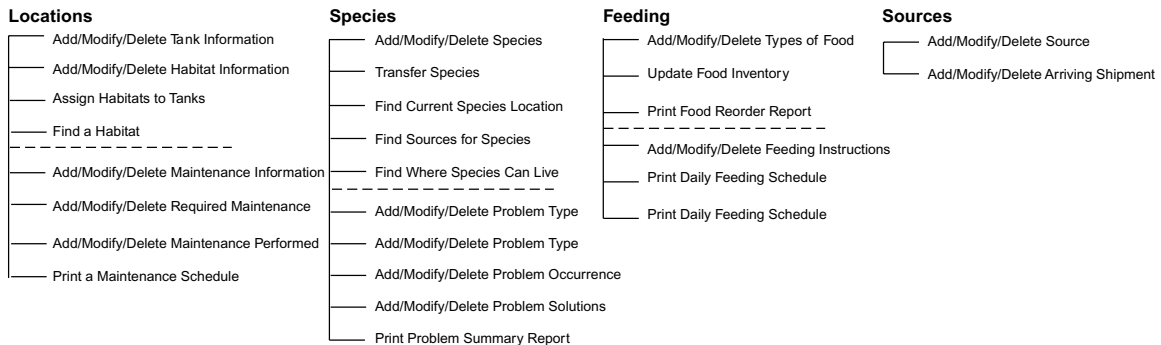 Locations
Add/Modify/Delete Tank Information
Add/Modify/Delete Habitat Information
Assign Habitats to Tanks
Find a Habitat
Add/Modify/Delete Maintenance Information
Add/Modify/Delete Required Maintenance
Add/Modify/Delete Maintenance Performed
Print a Maintenance Schedule
Species
Add/Modify/Delete Species
Transfer Species
Find Current Species Location
Find Sources for Species
Find Where Species Can Live
Add/Modify/Delete Problem Type
Add/Modify/Delete Problem Type
Add/Modify/Delete Problem Occurrence
Add/Modify/Delete Problem Solutions
Print Problem Summary Report
Feeding
Add/Modify/Delete Types of Food
Update Food Inventory
Print Food Reorder Report
Add/Modify/Delete Feeding Instructions
Print Daily Feeding Schedule
Print Daily Feeding Schedule
Sources
Add/Modify/Delete Source
Add/Modify/Delete Arriving Shipment